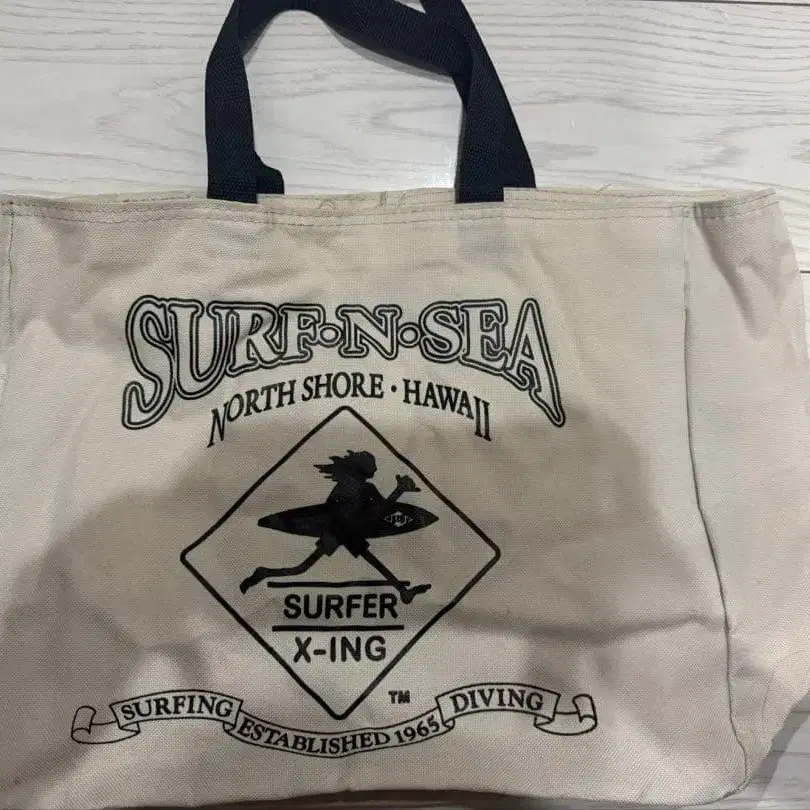 SURF•N•SEA
NORTH SHORE • HAWAII
SURFER
X-ING
TM
SURFING ESTABLISHED 1965 DIVING